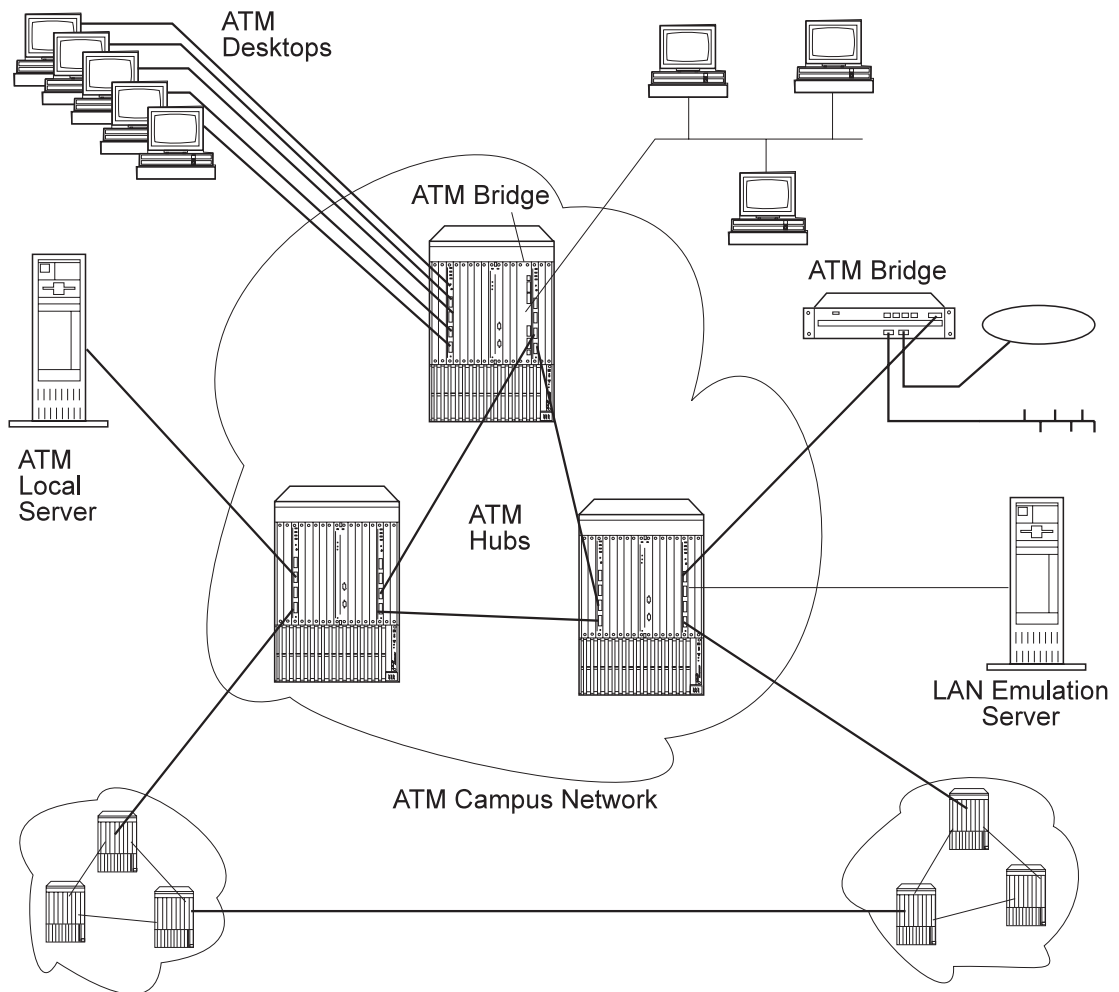 ATM
Desktops
ATM Bridge
ATM Bridge
ATM
Local
Server
ATM
Hubs
LAN Emulation
Server
ATM Campus Network